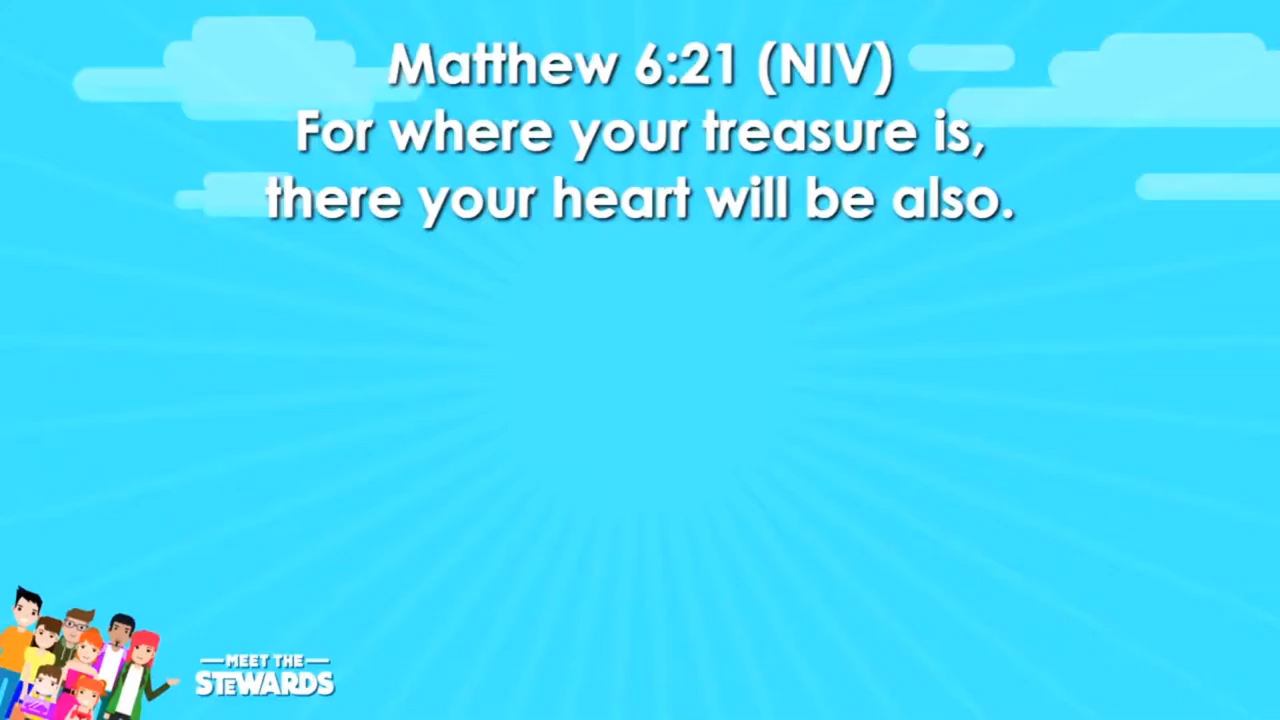 Matthew 6:21 (NIV)
For where your treasure is,
there your heart will be also.
MEET THE
STEWARDS